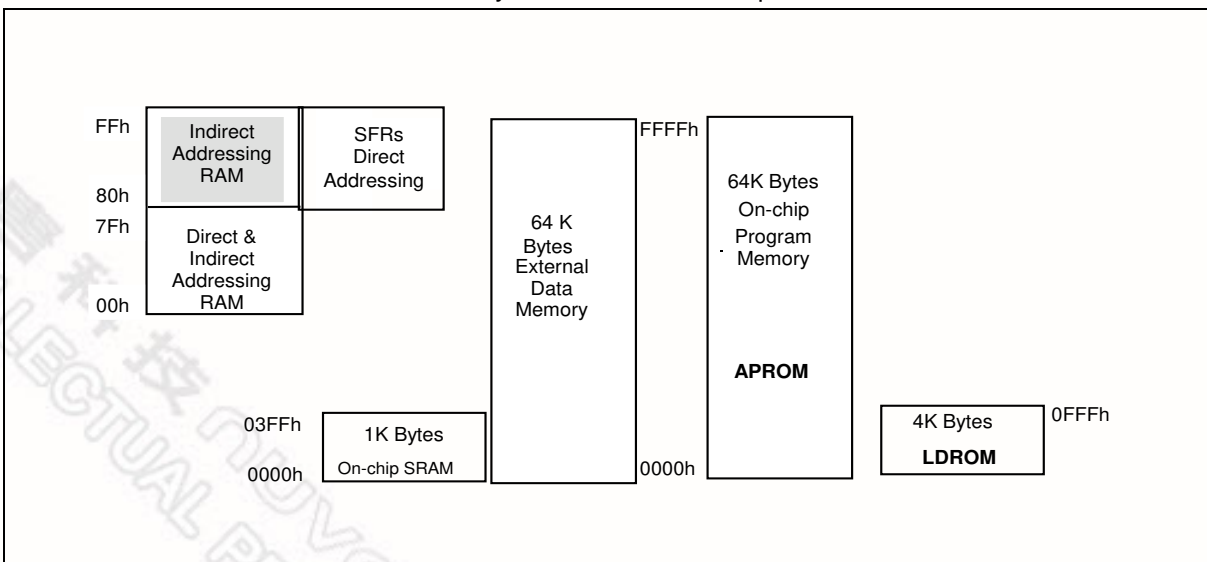 FFh
Indirect
Addressing
RAM
80h
SFRs
Direct
Addressing
7Fh
Direct &
Indirect
Addressing
RAM
00h
03FFh
1K Bytes
On-chip SRAM
0000h
64 K
Bytes
External
Data
Memory
FFFFh
0000h
64K Bytes
On-chip
Program
Memory
APROM
4K Bytes
LDROM
0FFFh